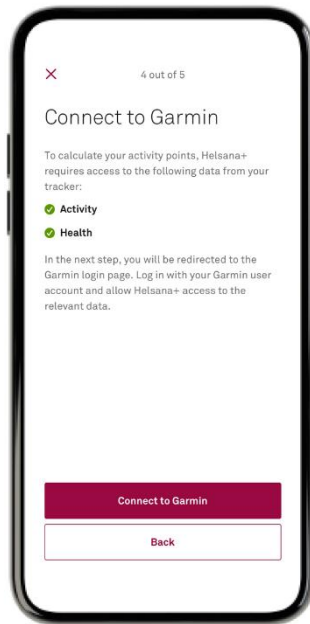 4 out of 5
Connect to Garmin
To calculate your activity points, Helsana+
requires access to the following data from your
tracker:
Activity
Health
In the next step, you will be redirected to the
Garmin login page. Log in with your Garmin user
account and allow Helsana+ access to the
relevant data.
Connect to Garmin
Back